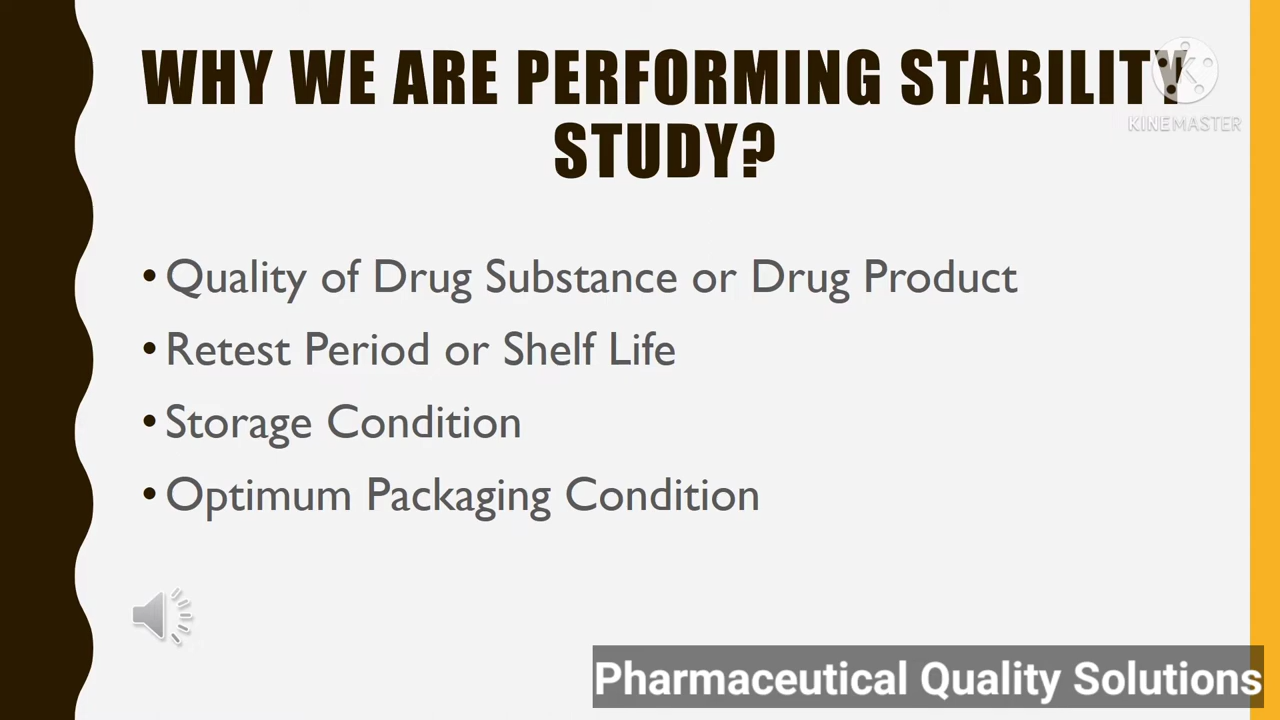 WHY WE ARE PERFORMING STABILITY
STUDY?
KINEMASTER
• Quality of Drug Substance or Drug Product
• Retest Period or Shelf Life
• Storage Condition
• Optimum Packaging Condition
Pharmaceutical Quality Solutions